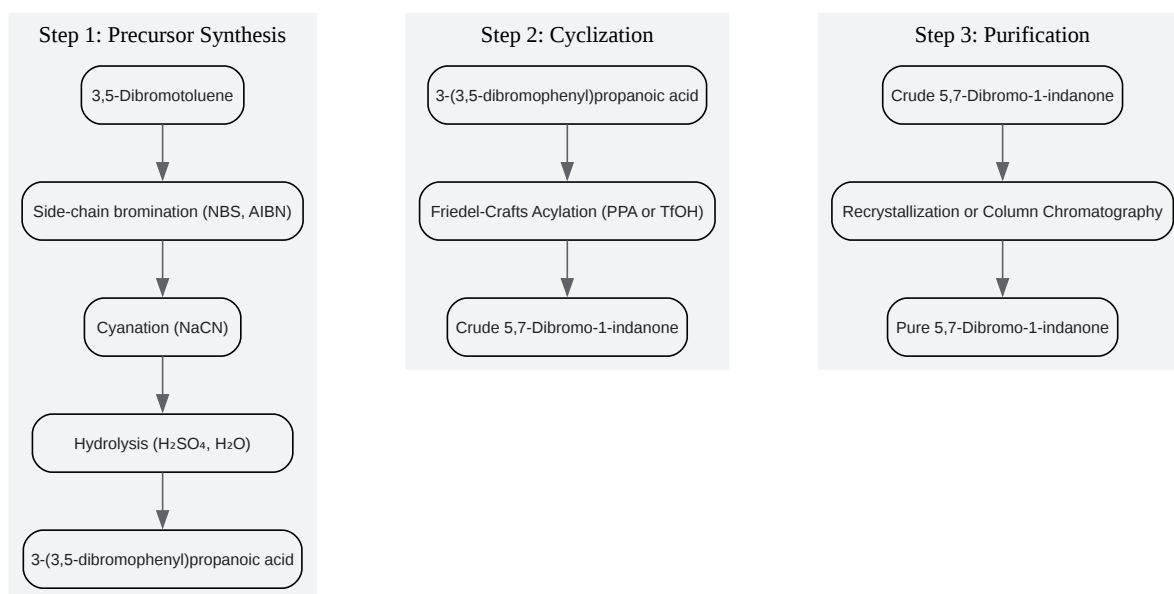 Step 1: Precursor Synthesis
3,5-Dibromotoluene
Side-chain bromination (NBS, AIBN)
Cyanation (NaCN)
Hydrolysis (H₂SO₄, H₂O)
3-(3,5-dibromophenyl)propanoic acid
Step 2: Cyclization
3-(3,5-dibromophenyl)propanoic acid
Friedel-Crafts Acylation (PPA or TfOH)
Crude 5,7-Dibromo-1-indanone
Step 3: Purification
Crude 5,7-Dibromo-1-indanone
Recrystallization or Column Chromatography
Pure 5,7-Dibromo-1-indanone